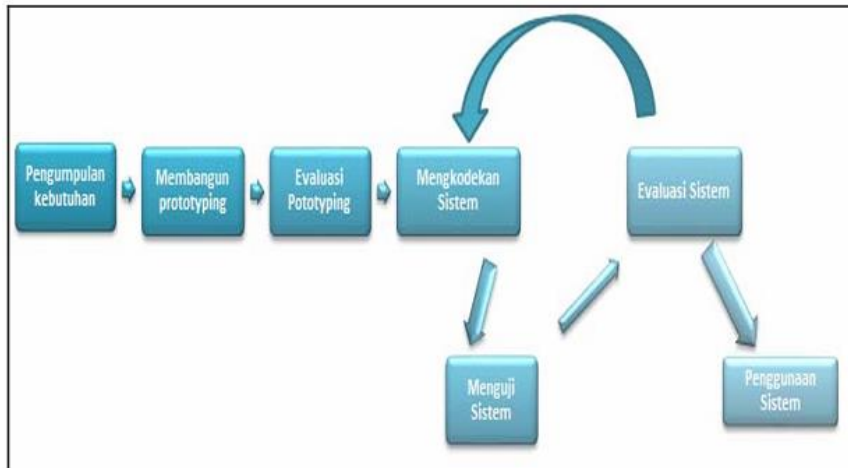 Pengumpulan
kebutuhan
Membangun
prototyping
Evaluasi
Pototyping
Mengkodekan
Sistem
Evaluasi Sistem
Menguji
Sistem
Penggunaan
Sistem